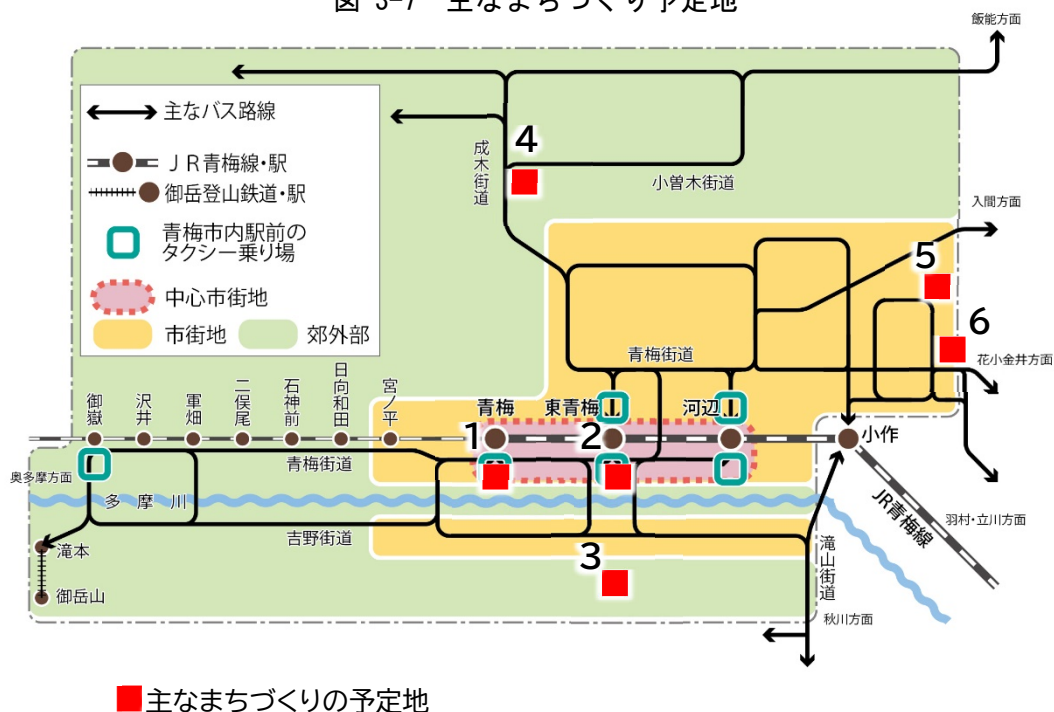 図 3-7 主なまちづくり予定地
飯能方面
主なバス路線
JR青梅線・駅
御岳登山鉄道・駅
青梅市内駅前の
タクシー乗り場
中心市街地
市街地
郊外部
成木街道
4
小曽木街道
入間方面
5
6
花小金井方面
青梅街道
御嶽
沢井
軍畑
二俣尾
石神前
日向和田
宮ノ平
青梅
東青梅
河辺
1
2
小作
青梅街道
奥多摩方面
多摩川
吉野街道
JR青梅線
羽村・立川方面
滝本
御岳山
3
滝山街道
秋川方面
主なまちづくりの予定地